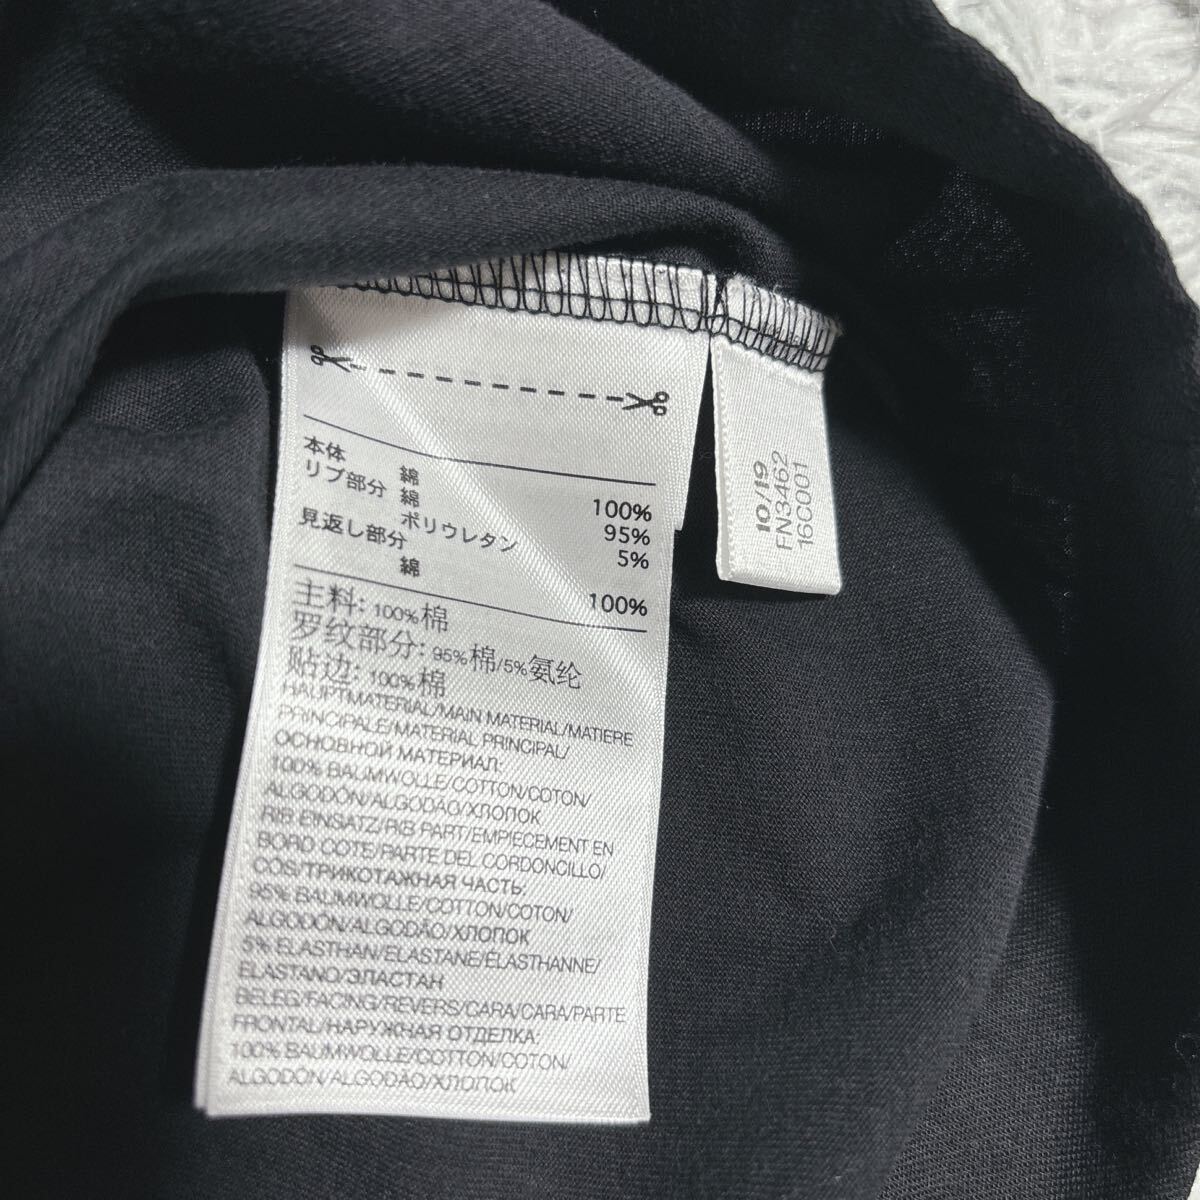 本体
綿 100%
リブ部分
綿 95%
ポリウレタン 5%
見返し部分
綿 100%
主料: 100%棉
罗纹部分: 95%棉/5%氨纶
贴边: 100%棉
HAUPTMATERIAL/MAIN MATERIAL/MATIERE
PRINCIPALE/MATERIAL PRINCIPAL/
ОСНОВНОЙ МАТЕРИАЛ:
100% BAUMWOLLE/COTTON/COTON/
ALGODÓN/ALGODÃO/ХЛОПОК
RIB EINSATZ/RIB PART/EMPIECEMENT EN
BORD COTE/PARTE DEL CORDONCILLO/
COS/ТРИКОТАЖНАЯ ЧАСТЬ:
95% BAUMWOLLE/COTTON/COTON/
ALGODÓN/ALGODÃO/ХЛОПОК
5% ELASTHAN/ELASTANE/ÉLASTHANNE/
ELASTANO/ЭЛАСТАН
BELEG/FACING/REVERS/CARA/CARA/PARTE
FRONTAL/НАРУЖНАЯ ОТДЕЛКА:
100% BAUMWOLLE/COTTON/COTON/
ALGODÓN/ALGODÃO/ХЛОПОК
10/19
FN3462
16C001